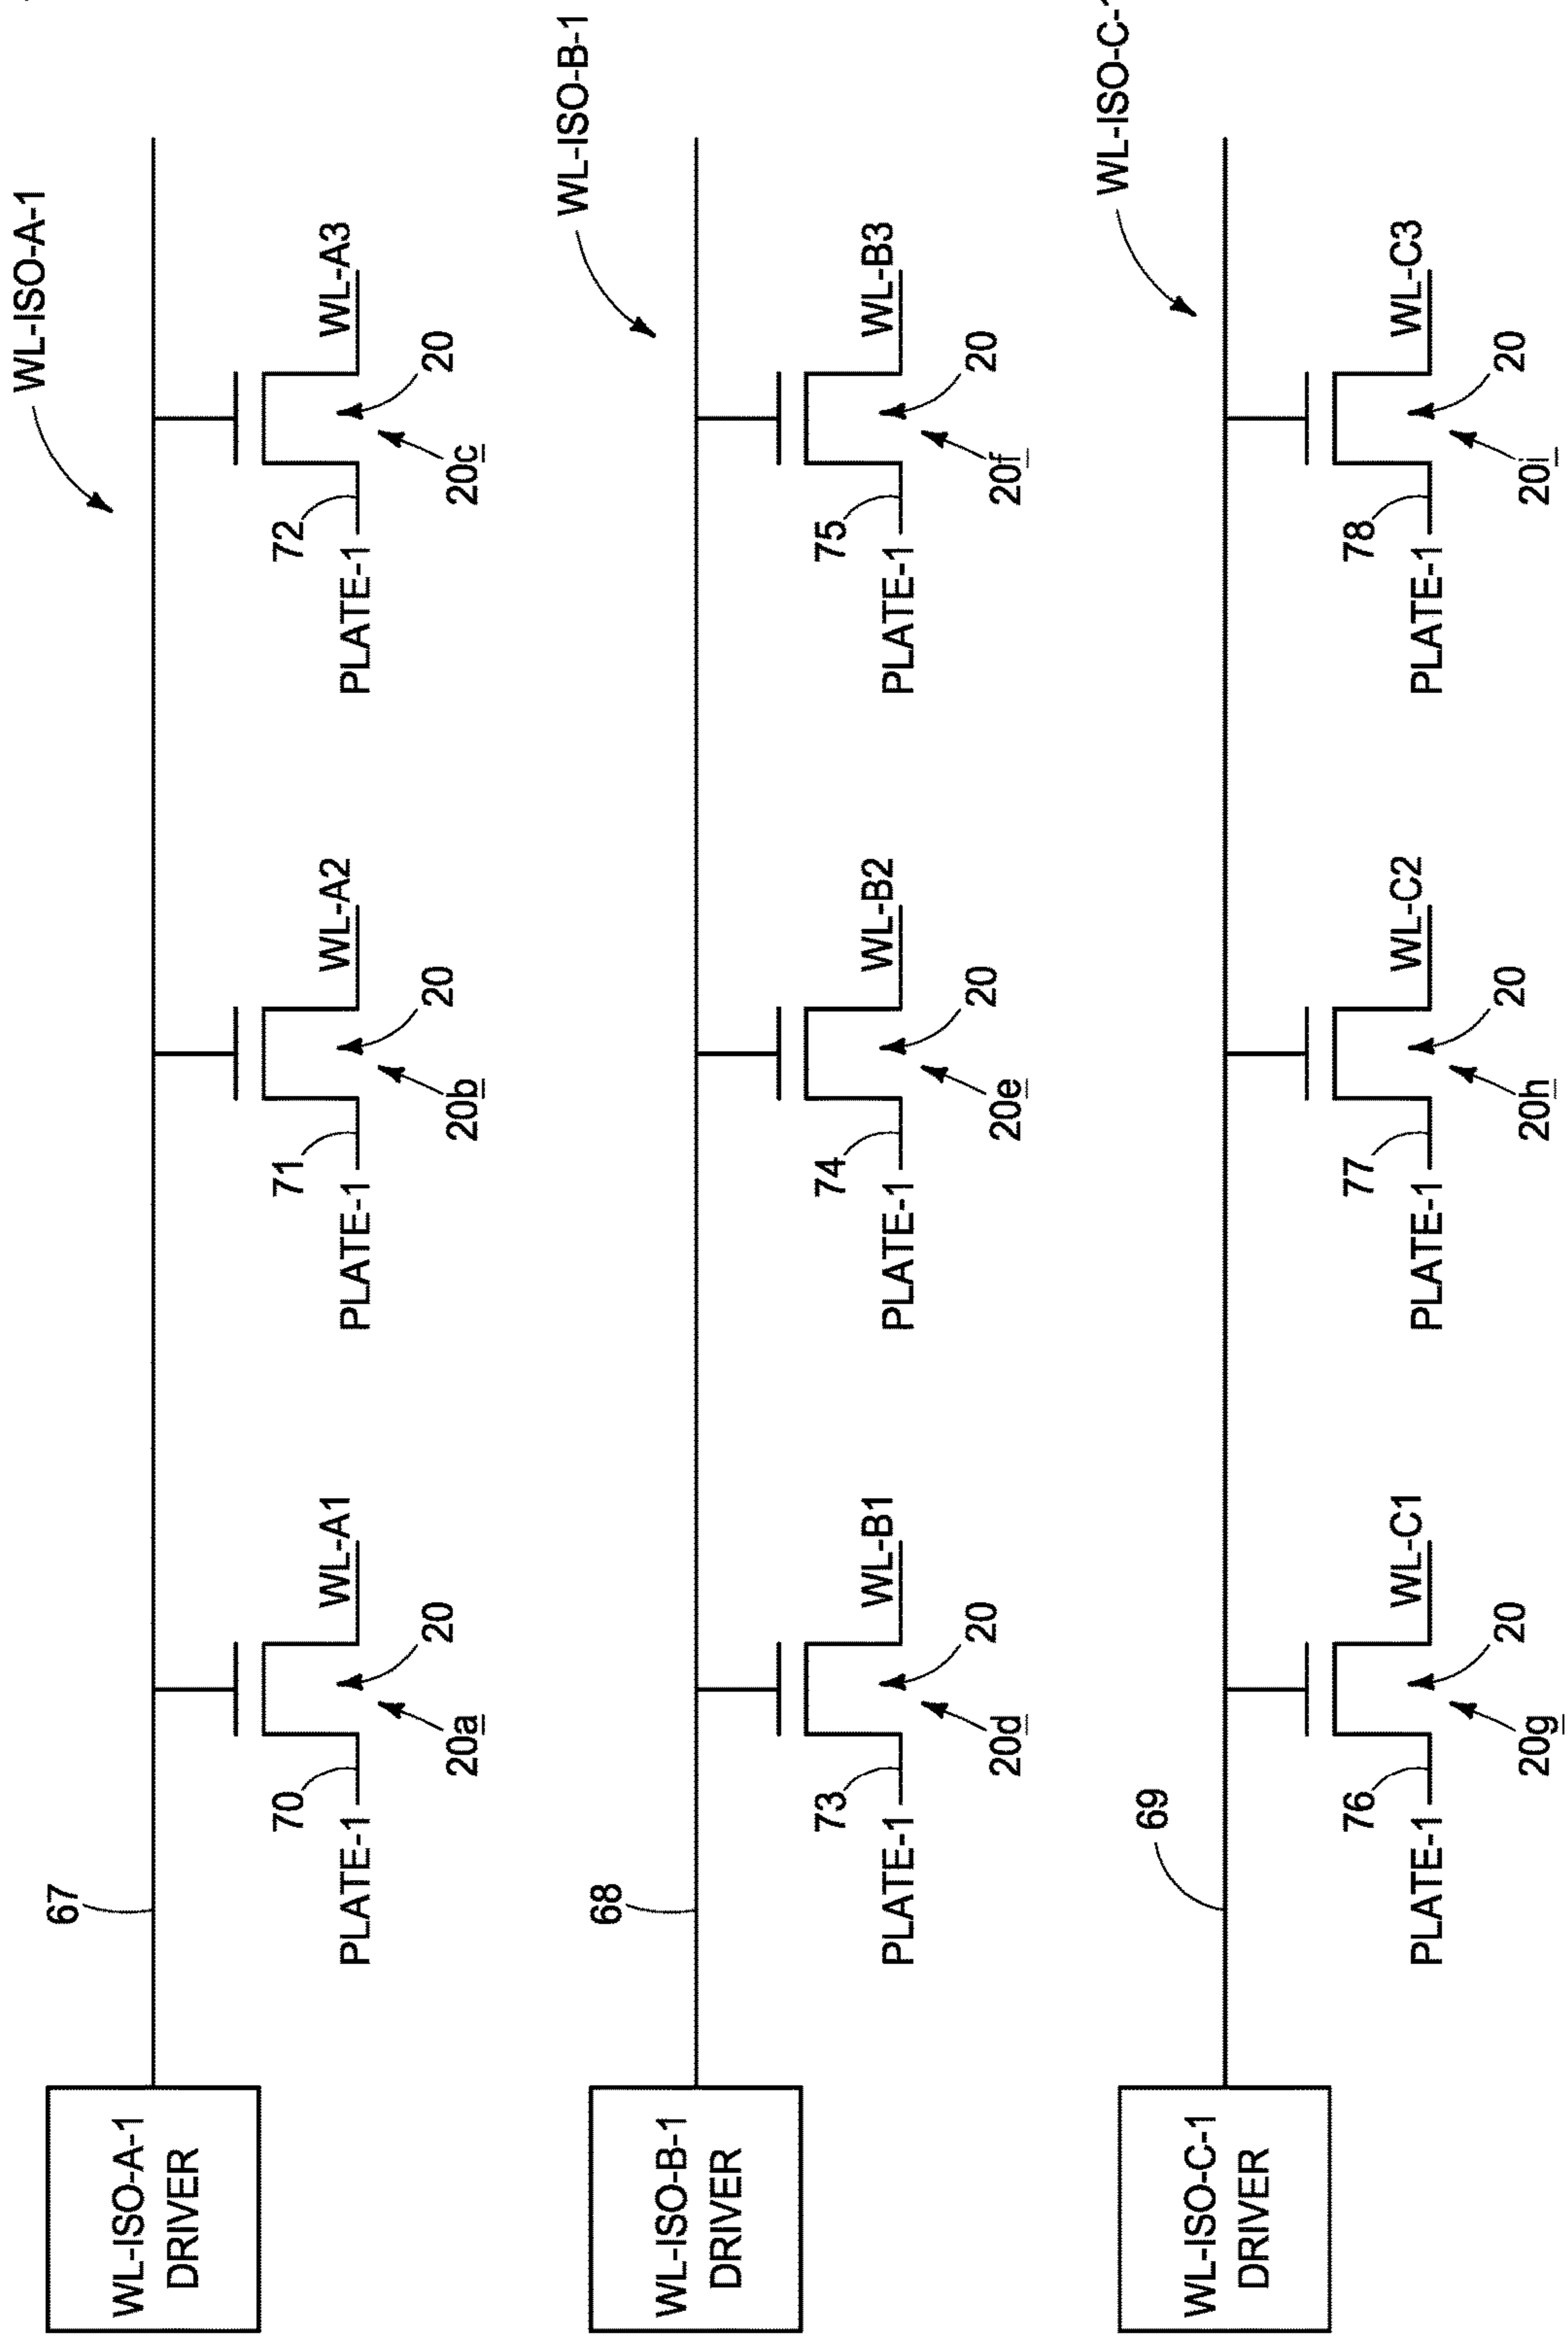 WL-ISO-A-1
67
WL-ISO-A-1
DRIVER
70
WL-A1
71
WL-A2
72
WL-A3
PLATE-1
PLATE-1
PLATE-1
20
20
20
20a
20b
20c
WL-ISO-B-1
68
WL-ISO-B-1
DRIVER
73
WL-B1
74
WL-B2
75
WL-B3
PLATE-1
PLATE-1
PLATE-1
20
20
20
20d
20e
20f
WL-ISO-C-1
69
WL-ISO-C-1
DRIVER
76
WL-C1
77
WL-C2
78
WL-C3
PLATE-1
PLATE-1
PLATE-1
20
20
20
20g
20h
20i